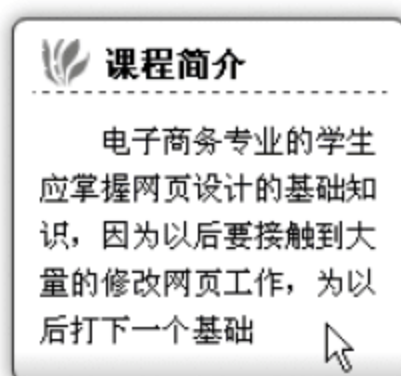 课程简介
电子商务专业的学生
应掌握网页设计的基础知
识，因为以后要接触到大
量的修改网页工作，为以
后打下一个基础